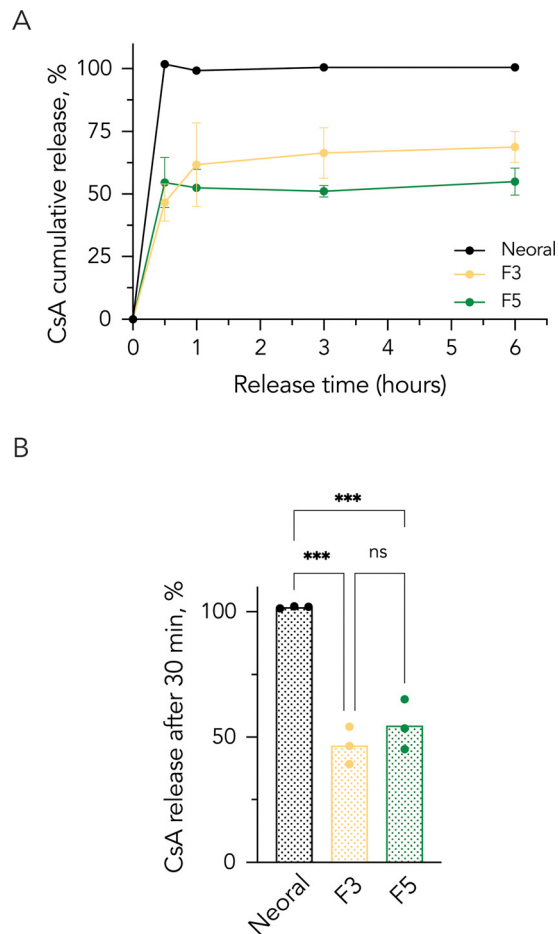 A
CsA cumulative release, %
100
75
50
25
0
0 1 2 3 4 5 6
Release time (hours)
Neoral
F3
F5
B
***
*** ns
CsA release after 30 min, %
100
50
0
Neoral F3 F5